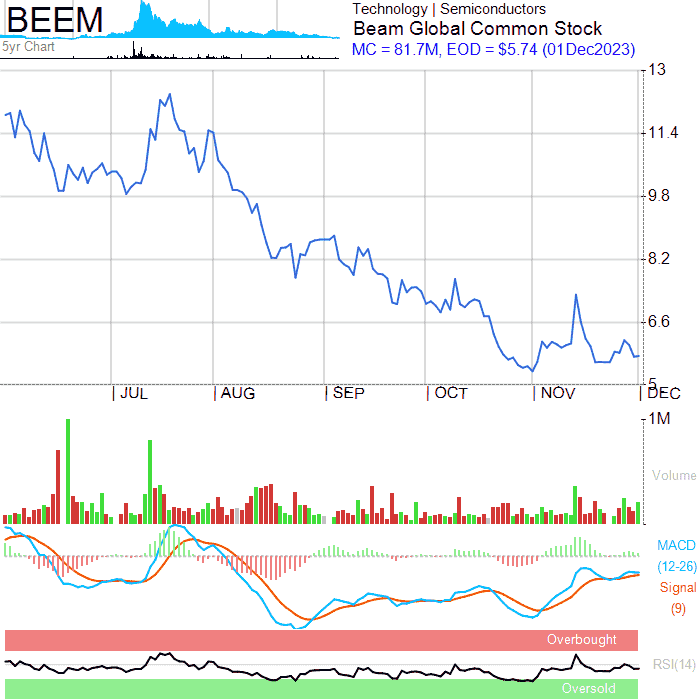 BEEM
5yr Chart
Technology | Semiconductors
Beam Global Common Stock
MC = 81.7M, EOD = $5.74 (01Dec2023)
13
11.4
9.8
8.2
6.6
5
JUL AUG SEP OCT NOV DEC
1M
Volume
MACD
(12-26)
Signal
(9)
Overbought
RSI(14)
Oversold